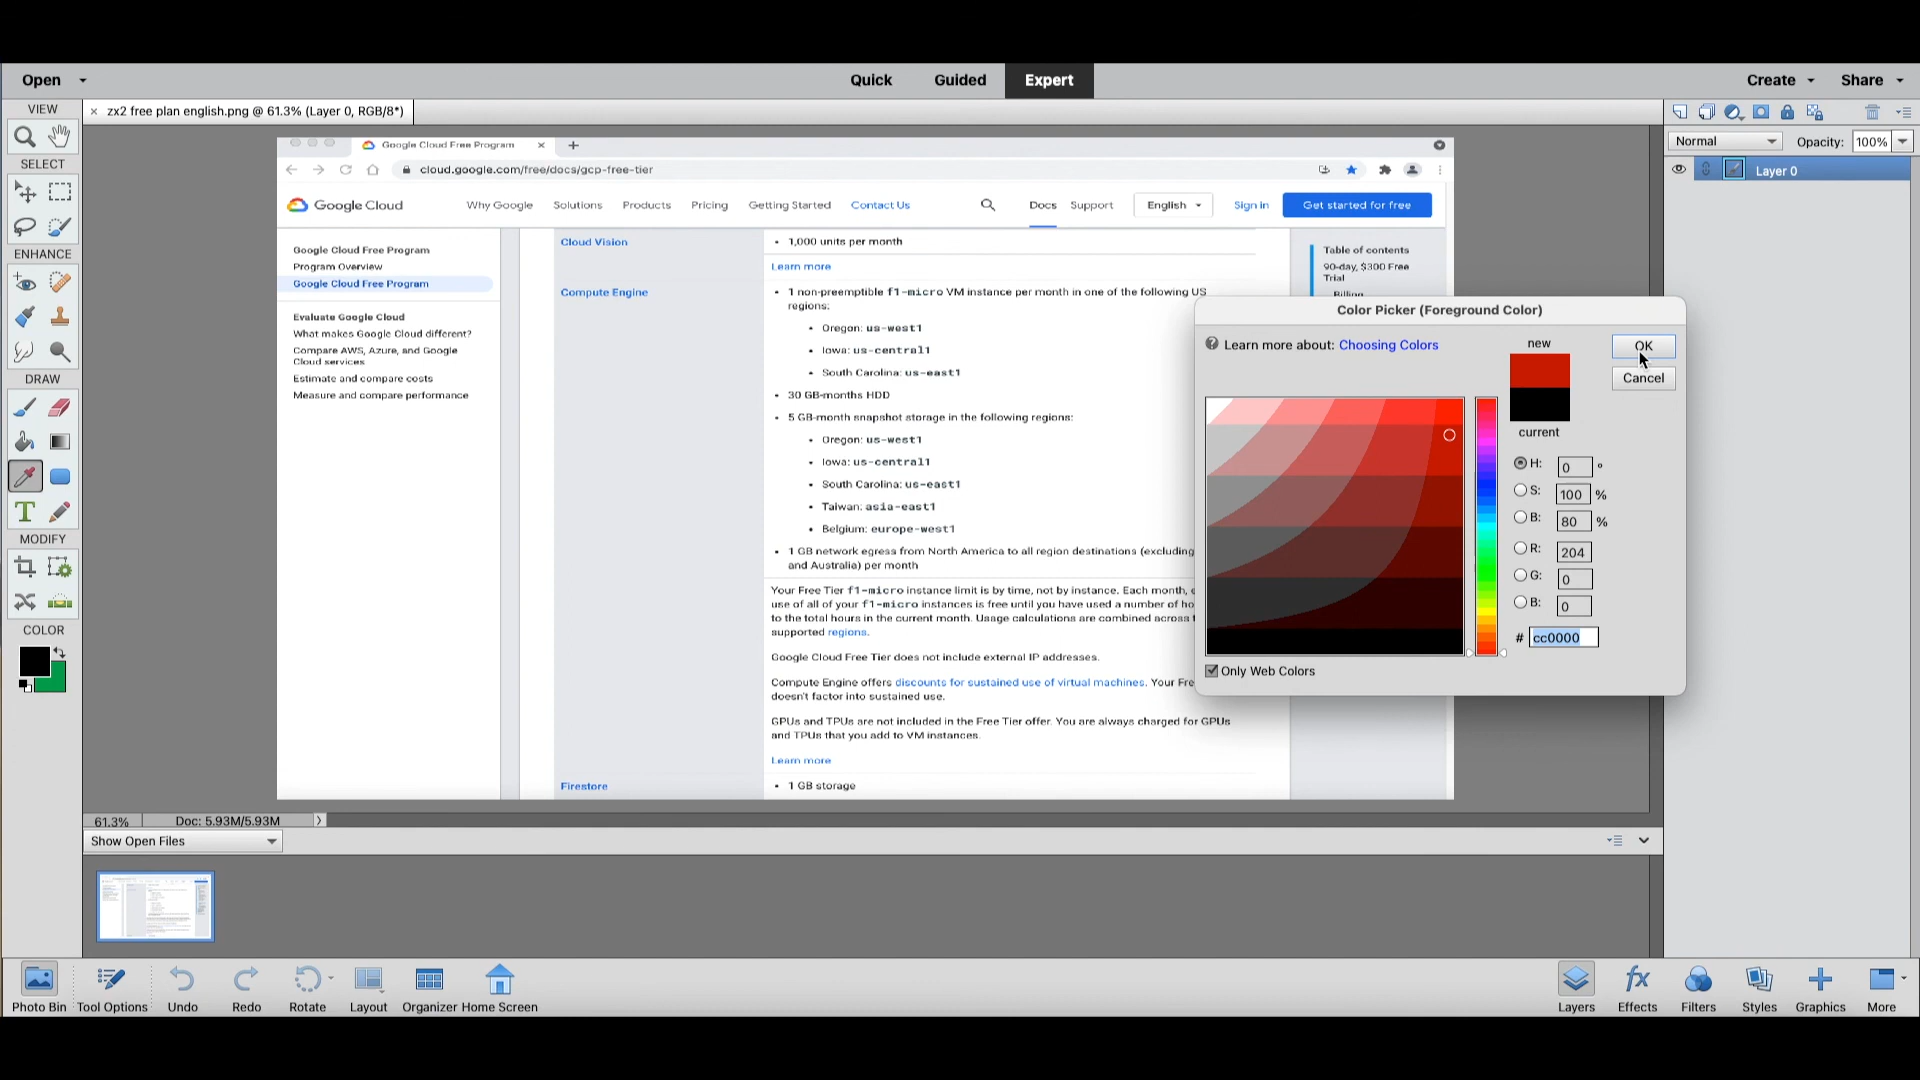 Open
Quick Guided Expert
Create Share
VIEW
× zx2 free plan english.png @ 61.3% (Layer 0, RGB/8*)
SELECT
ENHANCE
DRAW
MODIFY
COLOR
Google Cloud Free Program × +
cloud.google.com/free/docs/gcp-free-tier
Google Cloud Why Google Solutions Products Pricing Getting Started Contact Us Docs Support English Sign in Get started for free
Google Cloud Free Program
Program Overview
Google Cloud Free Program
Evaluate Google Cloud
What makes Google Cloud different?
Compare AWS, Azure, and Google
Cloud services
Estimate and compare costs
Measure and compare performance
Cloud Vision
• 1,000 units per month
Learn more
Compute Engine
• 1 non-preemptible f1-micro VM instance per month in one of the following US
regions:
• Oregon: us-west1
• Iowa: us-central1
• South Carolina: us-east1
• 30 GB-months HDD
• 5 GB-month snapshot storage in the following regions:
• Oregon: us-west1
• Iowa: us-central1
• South Carolina: us-east1
• Taiwan: asia-east1
• Belgium: europe-west1
• 1 GB network egress from North America to all region destinations (excluding
and Australia) per month
Your Free Tier f1-micro instance limit is by time, not by instance. Each month,
use of all of your f1-micro instances is free until you have used a number of
to the total hours in the current month. Usage calculations are combined across
supported regions.
Google Cloud Free Tier does not include external IP addresses.
Compute Engine offers discounts for sustained use of virtual machines. Your
doesn't factor into sustained use.
GPUs and TPUs are not included in the Free Tier offer. You are always charged for GPUs
and TPUs that you add to VM instances.
Learn more
Firestore
• 1 GB storage
Table of contents
90-day, $300 Free
Trial
Billing
Color Picker (Foreground Color)
? Learn more about: Choosing Colors
new
current
OK
Cancel
H: 0 °
S: 100 %
B: 80 %
R: 204
G: 0
B: 0
# cc0000
Only Web Colors
Normal Opacity: 100%
Layer 0
61.3% Doc: 5.93M/5.93M >
Show Open Files
Photo Bin Tool Options Undo Redo Rotate Layout Organizer Home Screen
fx
Layers Effects Filters Styles Graphics More